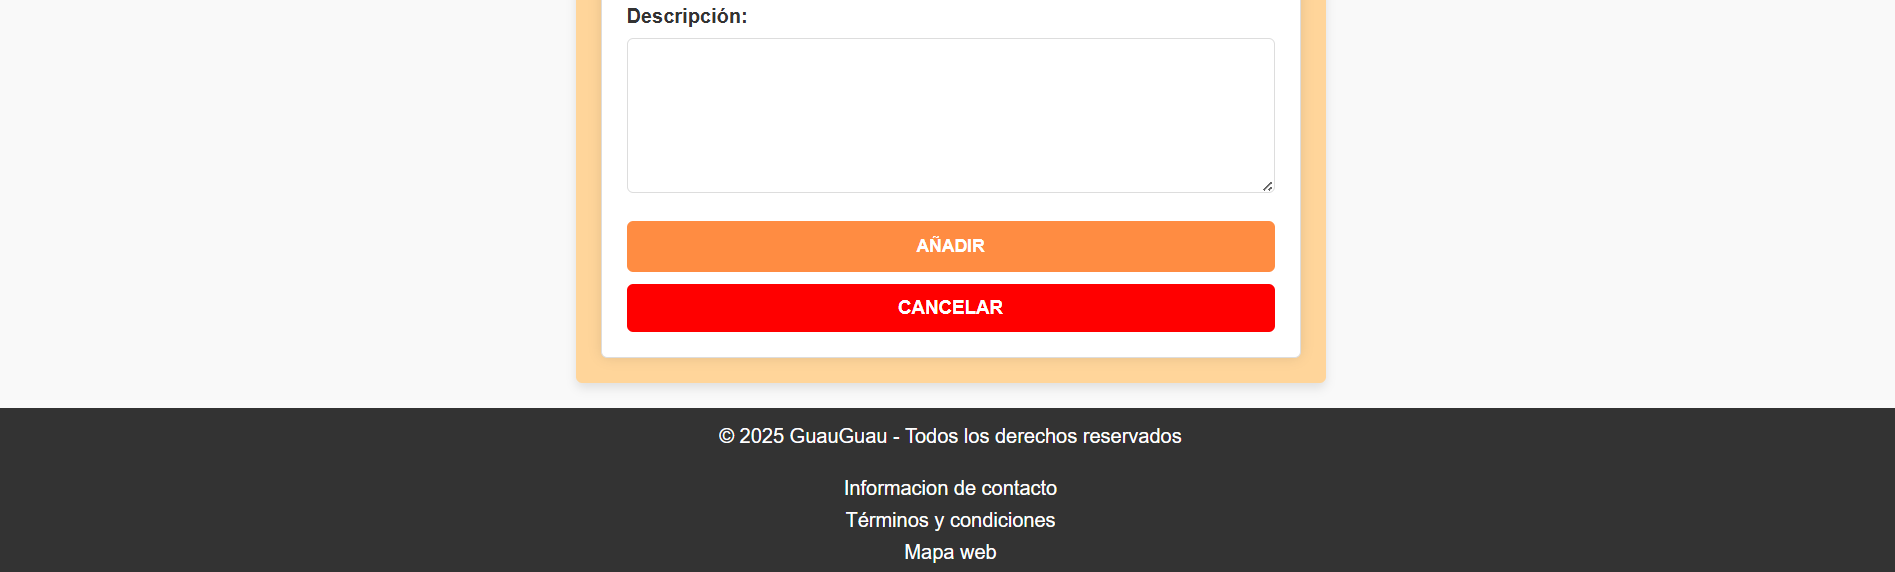 Descripción:
AÑADIR
CANCELAR
© 2025 GuauGuau - Todos los derechos reservados
Informacion de contacto
Términos y condiciones
Mapa web